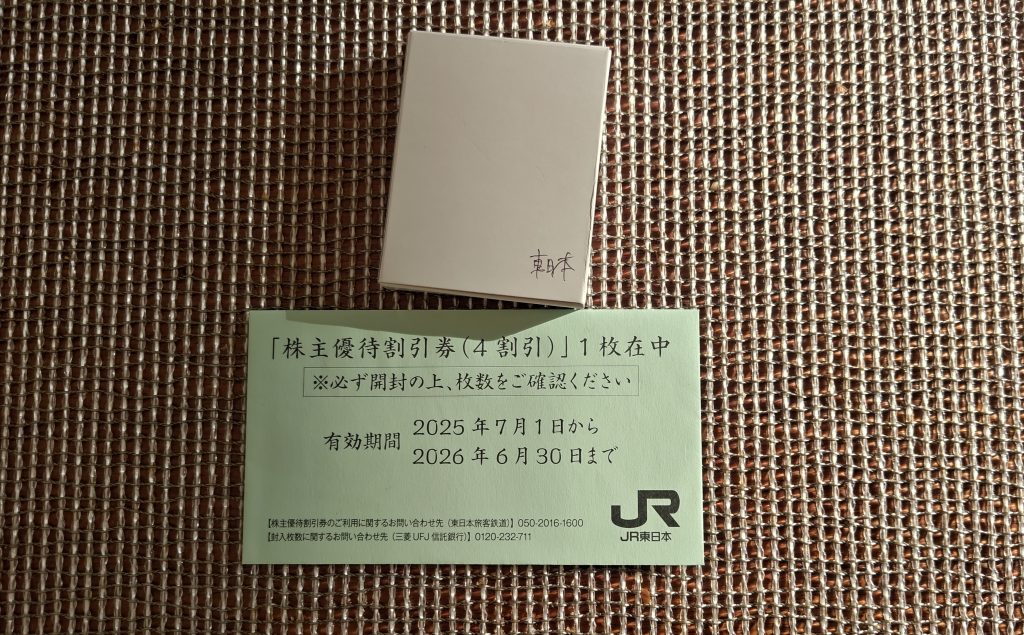 東日本
「株主優待割引券(4割引)」1枚在中
※必ず開封の上、枚数をご確認ください
有効期間
2025年7月1日から
2026年6月30日まで
JR
JR東日本
【株主優待割引券のご利用に関するお問い合わせ先(東日本旅客鉄道)】050-2016-1600
【封入枚数に関するお問い合わせ先(三菱UFJ信託銀行)】0120-232-711